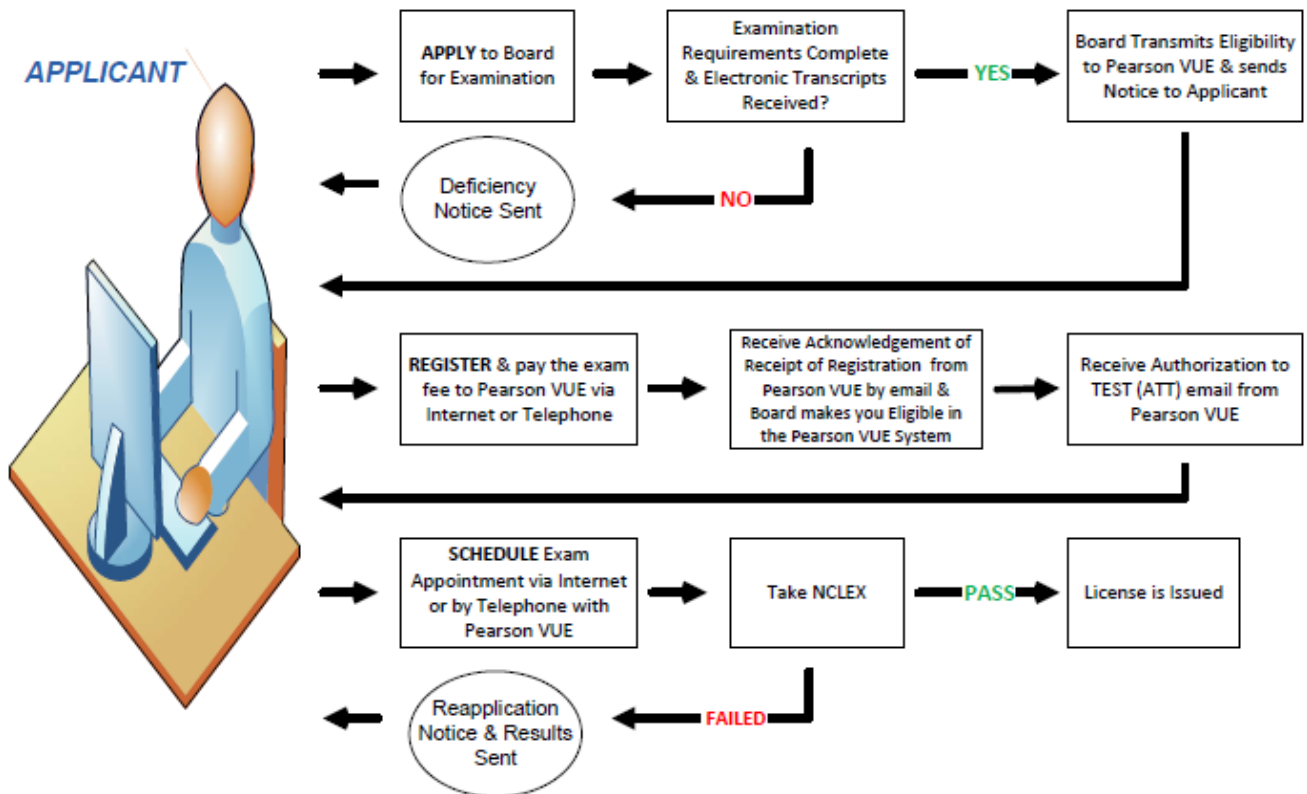 APPLICANT
APPLY to Board
for Examination
Examination
Requirements Complete
& Electronic Transcripts
Received?
YES
Board Transmits Eligibility
to Pearson VUE & sends
Notice to Applicant
Deficiency
Notice Sent
NO
REGISTER & pay the exam
fee to Pearson VUE via
Internet or Telephone
Receive Acknowledgement of
Receipt of Registration from
Pearson VUE by email &
Board makes you Eligible in
the Pearson VUE System
Receive Authorization to
TEST (ATT) email from
Pearson VUE
SCHEDULE Exam
Appointment via Internet
or by Telephone with
Pearson VUE
Take NCLEX
PASS
License is Issued
Reapplication
Notice & Results
Sent
FAILED